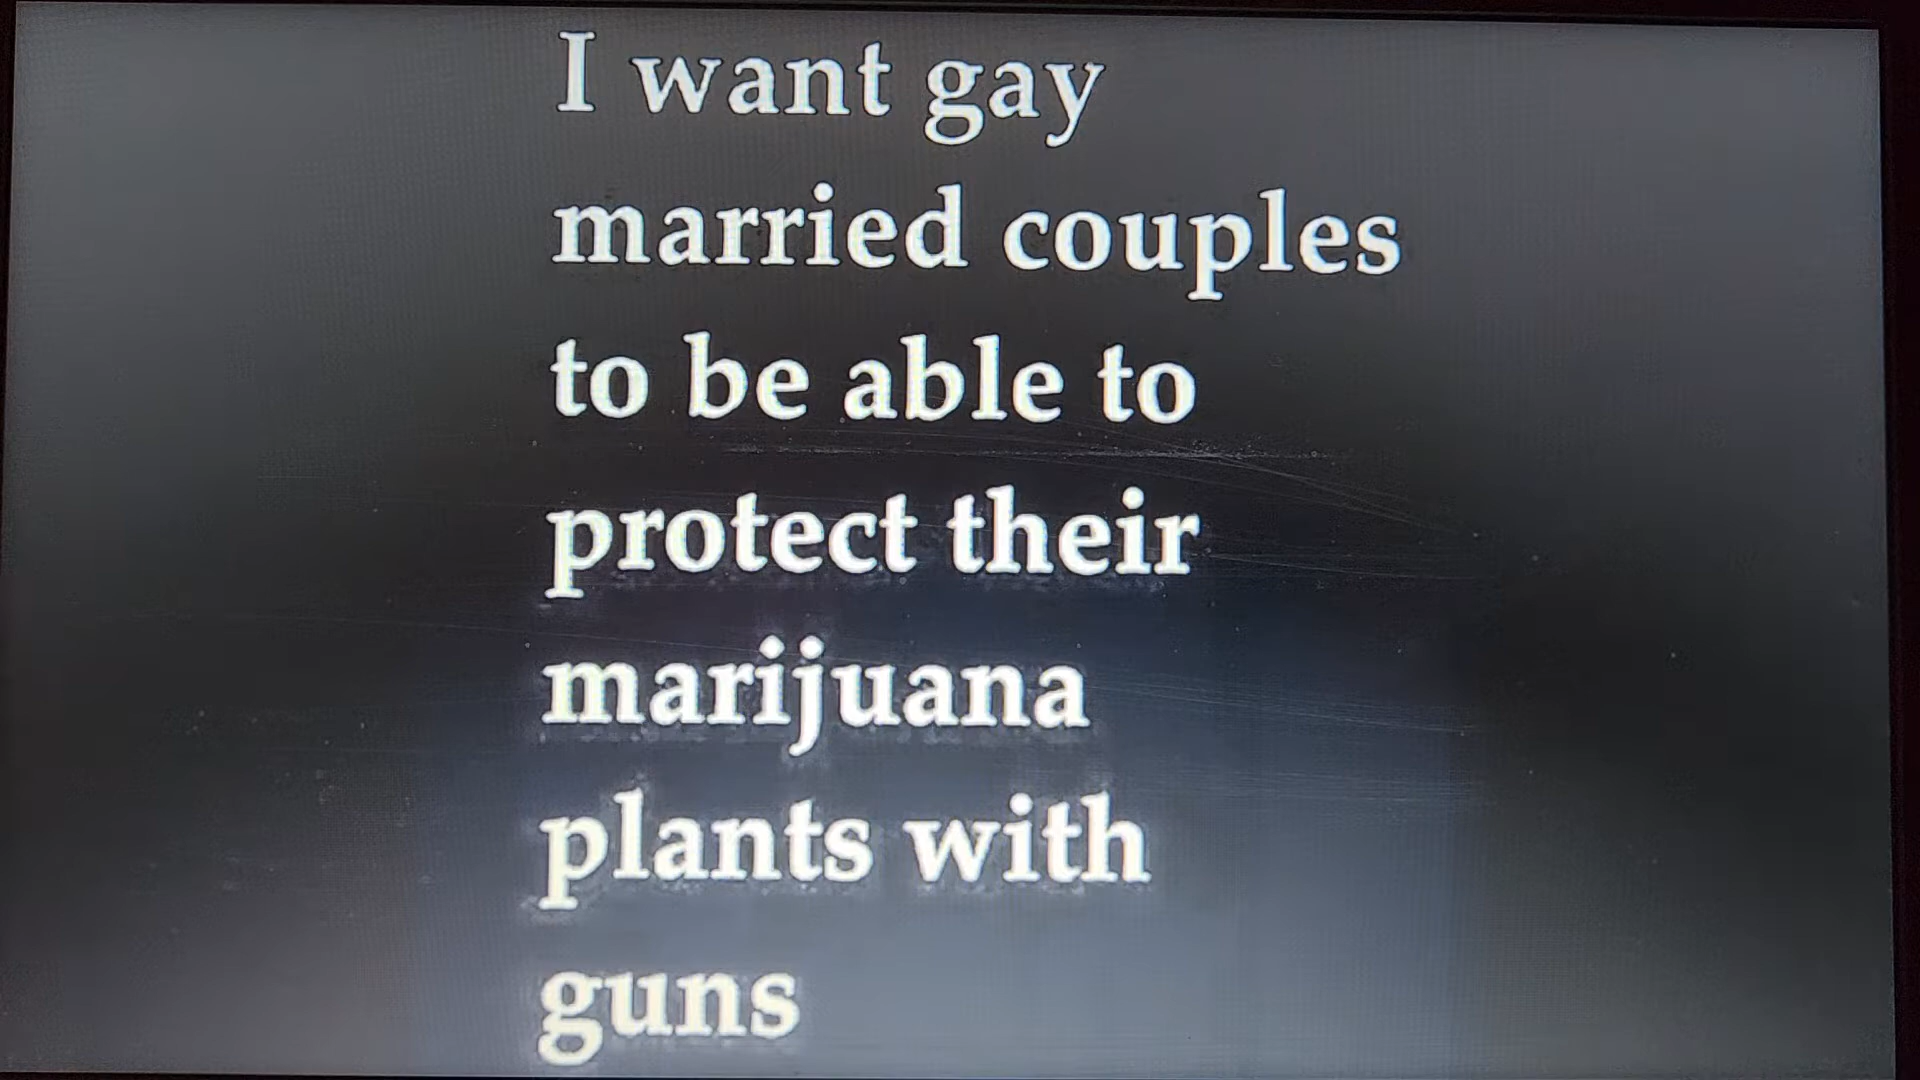 I want gay
married couples
to be able to
protect their
marijuana
plants with
guns